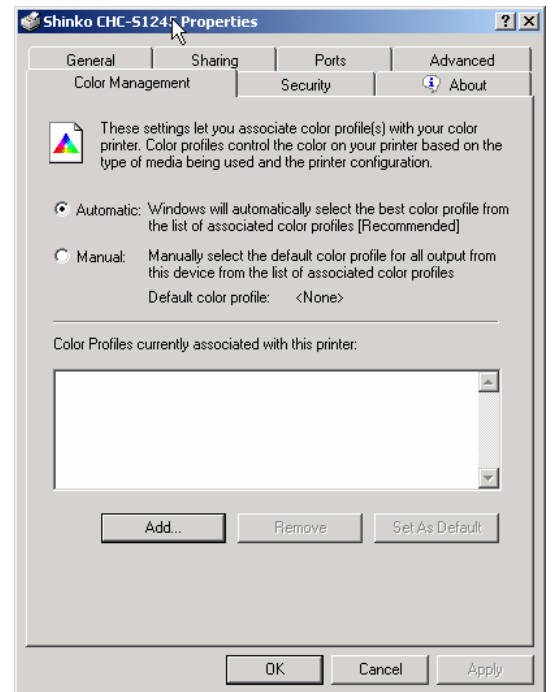 Shinko CHC-S1245 Properties
General Sharing Ports Advanced
Color Management Security About
These settings let you associate color profile(s) with your color
printer. Color profiles control the color on your printer based on the
type of media being used and the printer configuration.
Automatic: Windows will automatically select the best color profile from
the list of associated color profiles [Recommended]
Manual: Manually select the default color profile for all output from
this device from the list of associated color profiles
Default color profile: <None>
Color Profiles currently associated with this printer:
Add... Remove Set As Default
OK Cancel Apply